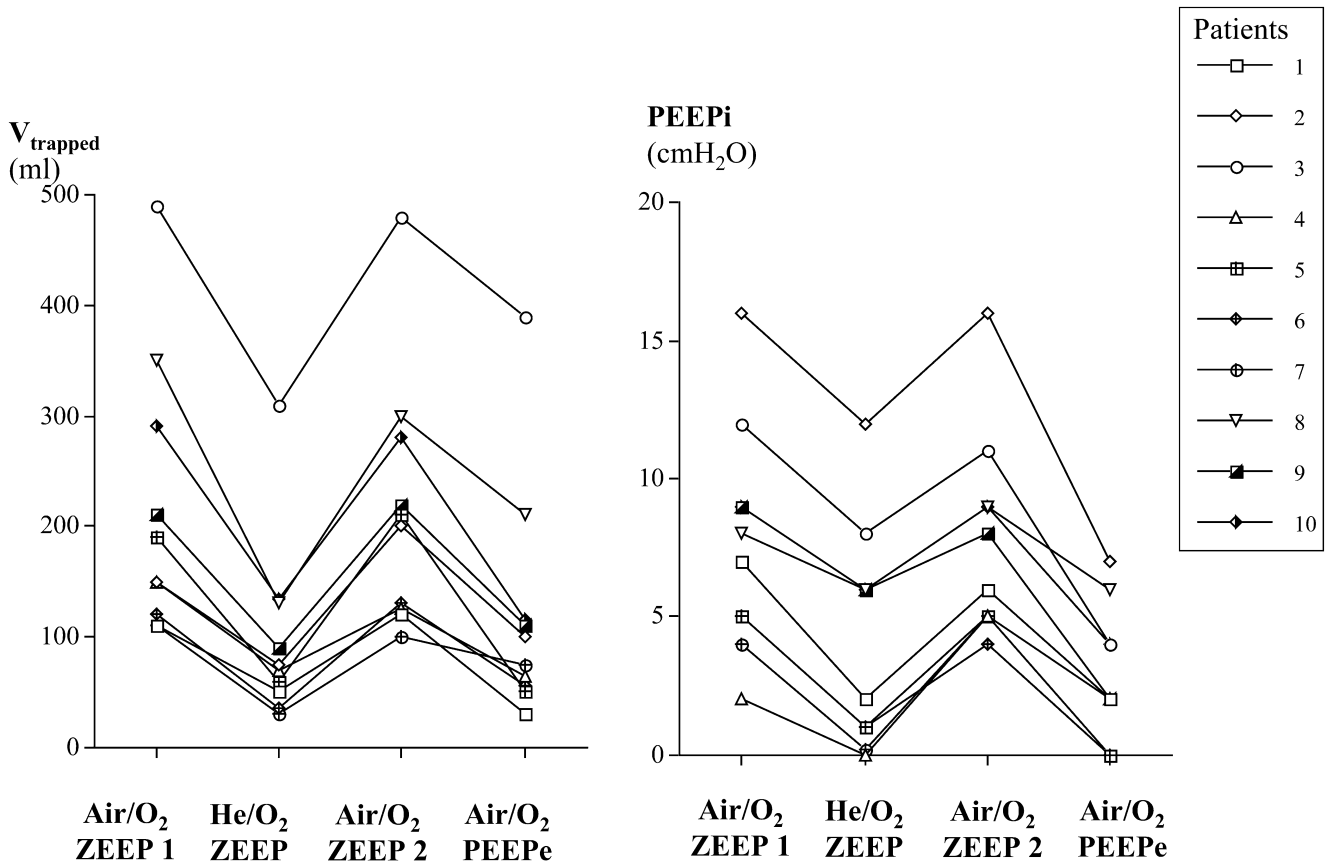 V_trapped
(ml)
500
400
300
200
100
0
Air/O₂ He/O₂ Air/O₂ Air/O₂
ZEEP 1 ZEEP ZEEP 2 PEEPe
PEEPi
(cmH₂O)
20
15
10
5
0
Air/O₂ He/O₂ Air/O₂ Air/O₂
ZEEP 1 ZEEP ZEEP 2 PEEPe
Patients
1
2
3
4
5
6
7
8
9
10